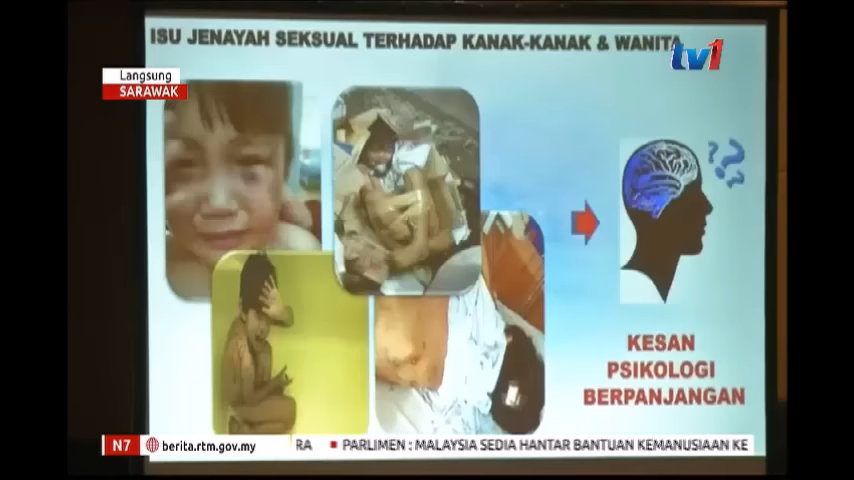 ISU JENAYAH SEKSUAL TERHADAP KANAK-KANAK & WANITA
tv1
Langsung
SARAWAK
???
KESAN
PSIKOLOGI
BERPANJANGAN
N7 berita.rtm.gov.my RA ■ PARLIMEN : MALAYSIA SEDIA HANTAR BANTUAN KEMANUSIAAN KE